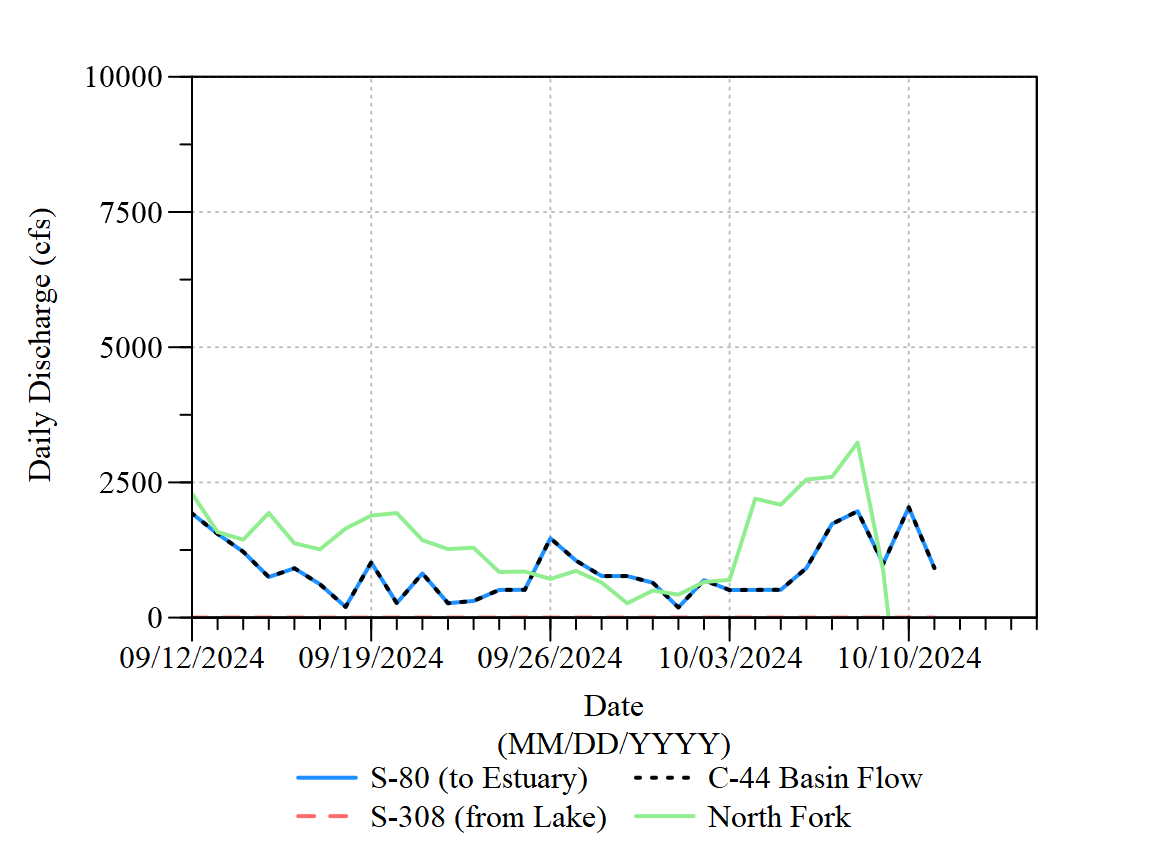 10000
7500
5000
2500
0
Daily Discharge (cfs)
09/12/2024 09/19/2024 09/26/2024 10/03/2024 10/10/2024
Date
(MM/DD/YYYY)
S-80 (to Estuary) C-44 Basin Flow
S-308 (from Lake) North Fork